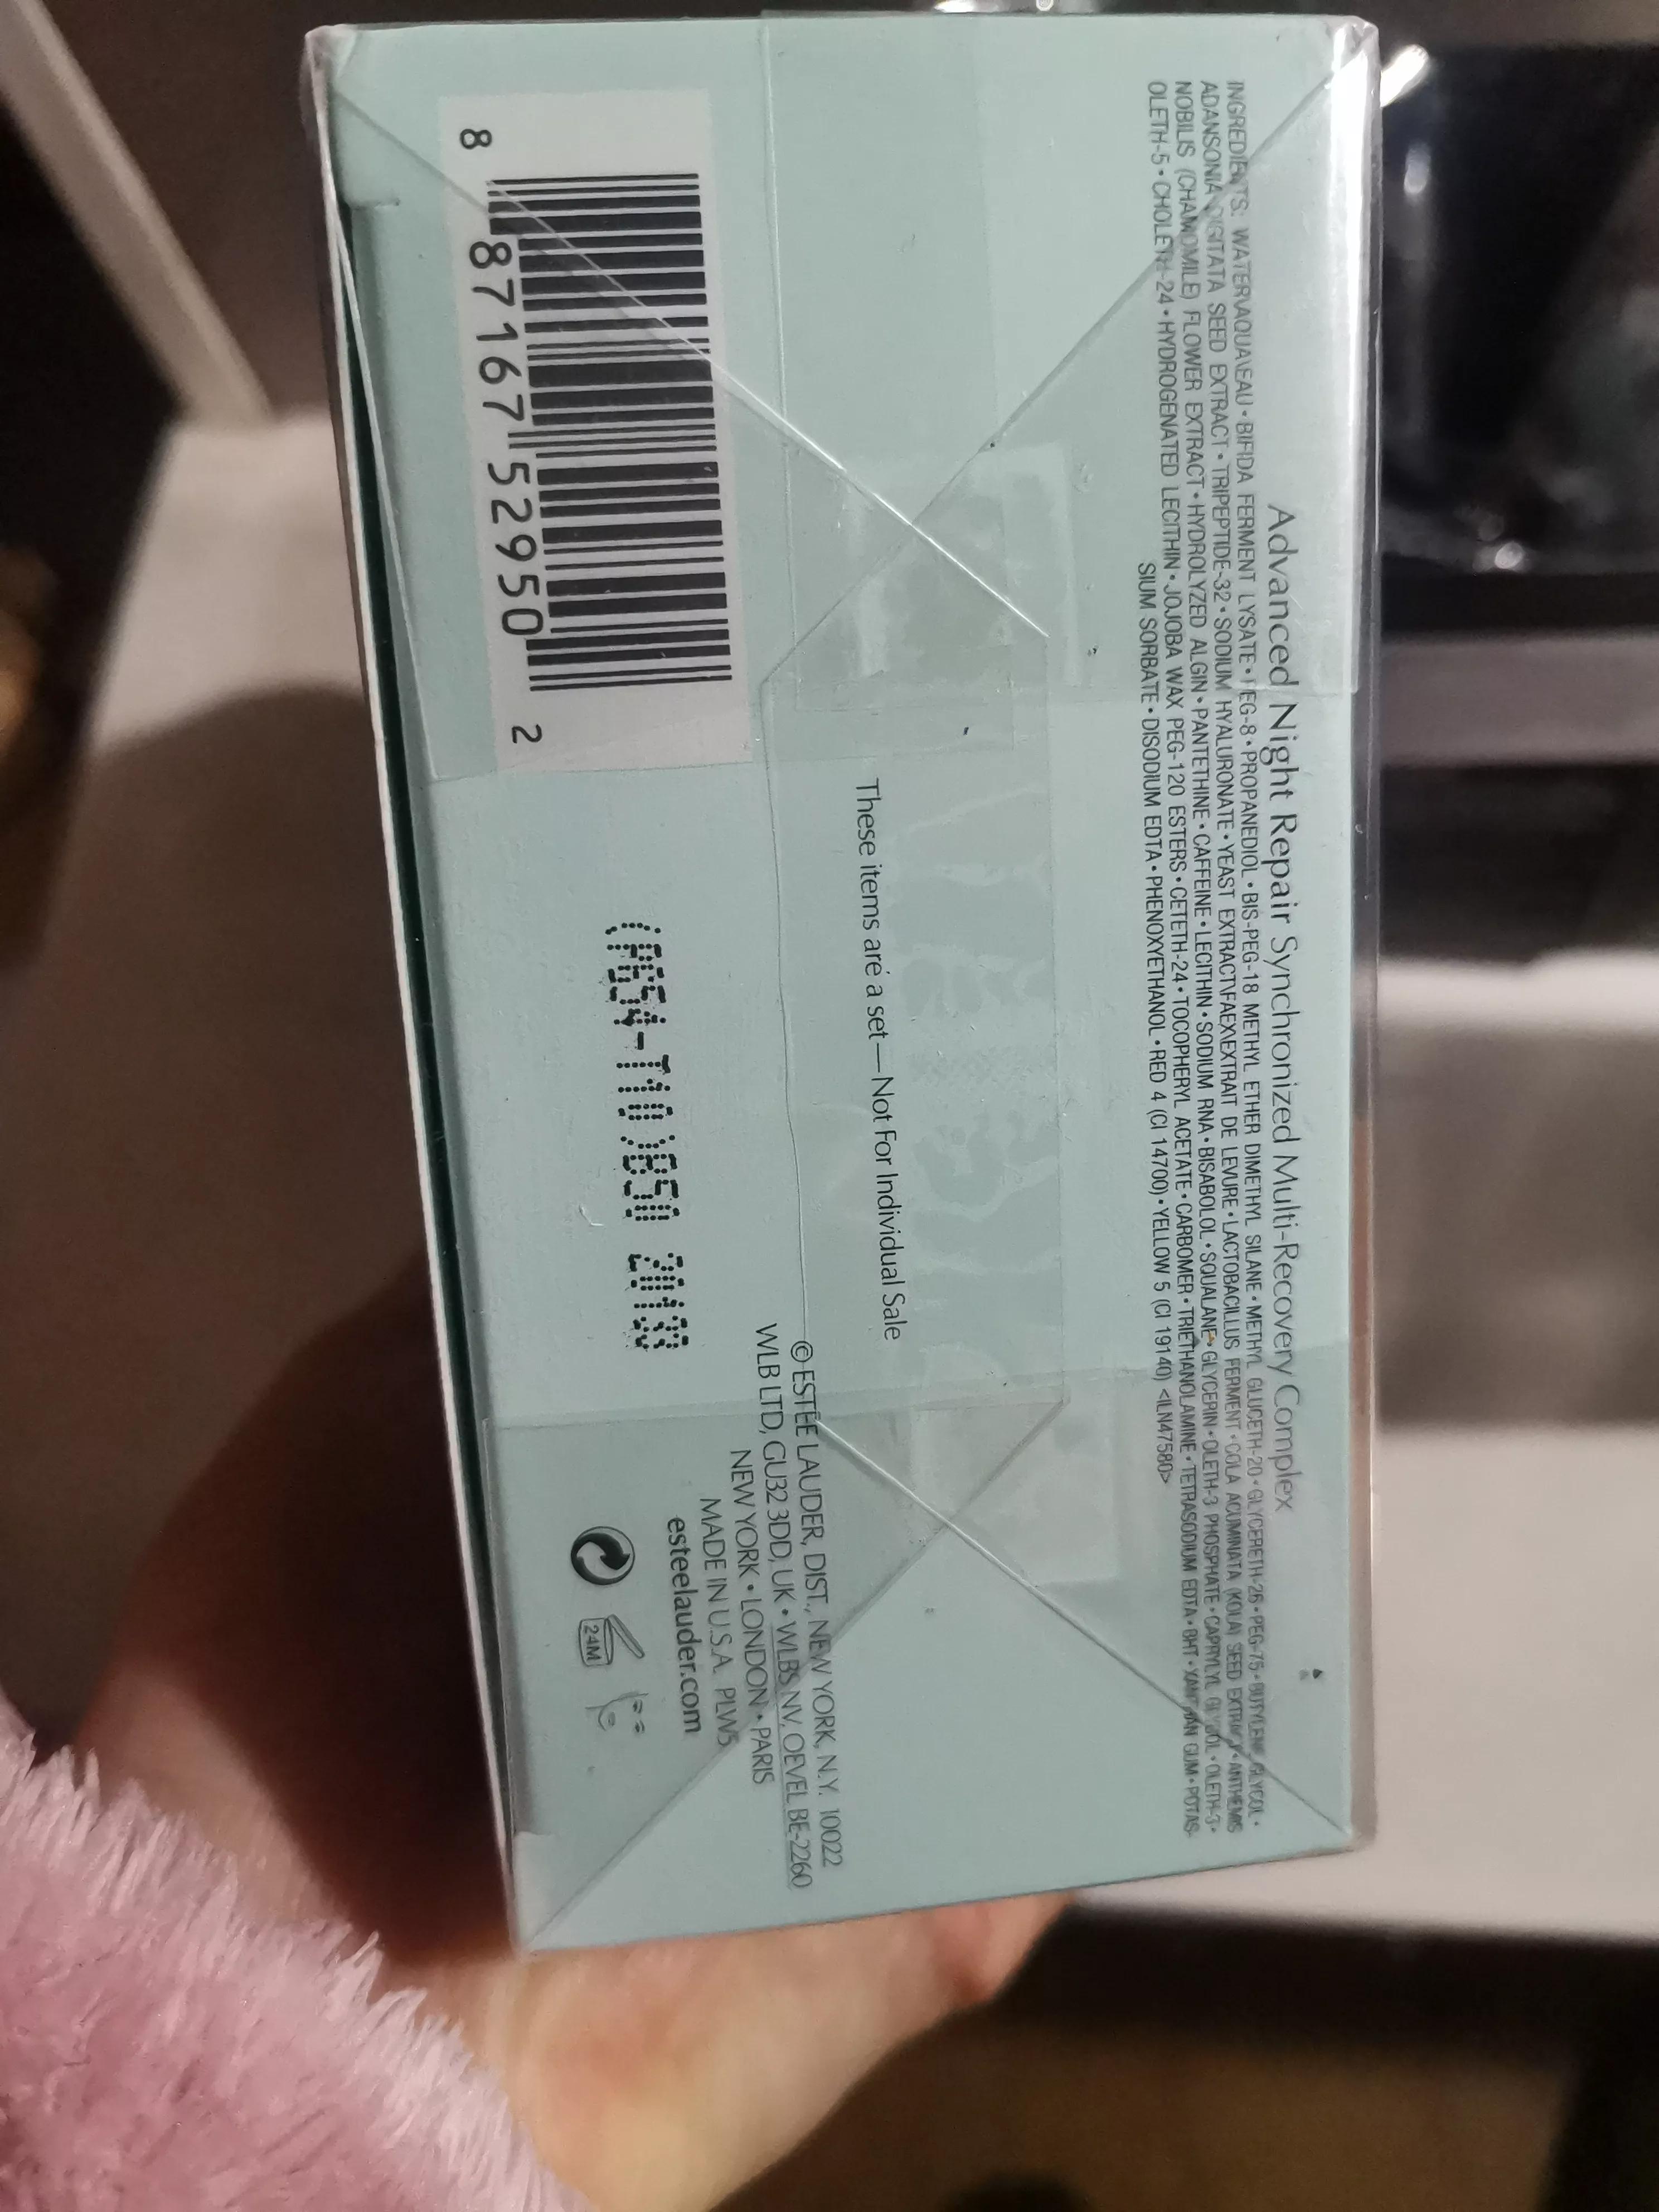 Advanced Night Repair Synchronized Multi-Recovery Complex
INGREDIENTS: WATER\AQUA\EAU • BIFIDA FERMENT LYSATE • PEG-8 • PROPANEDIOL • BIS-PEG-18 METHYL ETHER DIMETHYL SILANE • METHYL GLUCETH-20 • GLYCERETH-26 • PEG-75 • BUTYLENE GLYCOL •
ADANSONIA DIGITATA SEED EXTRACT • TRIPEPTIDE-32 • SODIUM HYALURONATE • YEAST EXTRACT\FAEX\EXTRAIT DE LEVURE • LACTOBACILLUS FERMENT • COLA ACUMINATA (KOLA) SEED EXTRACT • ANTHEMIS
NOBILIS (CHAMOMILE) FLOWER EXTRACT • HYDROLYZED ALGIN • PANTETHINE • CAFFEINE • LECITHIN • SODIUM RNA • BISABOLOL • SQUALANE • GLYCERIN • OLETH-3 PHOSPHATE • CAPRYLYL GLYCOL • OLETH-3 •
OLETH-5 • CHOLETH-24 • HYDROGENATED LECITHIN • JOJOBA WAX PEG-120 ESTERS • CETETH-24 • TOCOPHERYL ACETATE • CARBOMER • TRIETHANOLAMINE • TETRASODIUM EDTA • BHT • XANTHAN GUM • POTAS-
SIUM SORBATE • DISODIUM EDTA • PHENOXYETHANOL • RED 4 (CI 14700) • YELLOW 5 (CI 19140) <ILN47580>
These items are a set—Not For Individual Sale
8 87167 52950 2
© ESTEE LAUDER, DIST., NEW YORK, N.Y. 10022
WLB LTD, GU32 3DD, UK • WLBS NV, OEVEL BE-2260
NEW YORK • LONDON • PARIS
MADE IN U.S.A. PLW5
esteelauder.com
24M